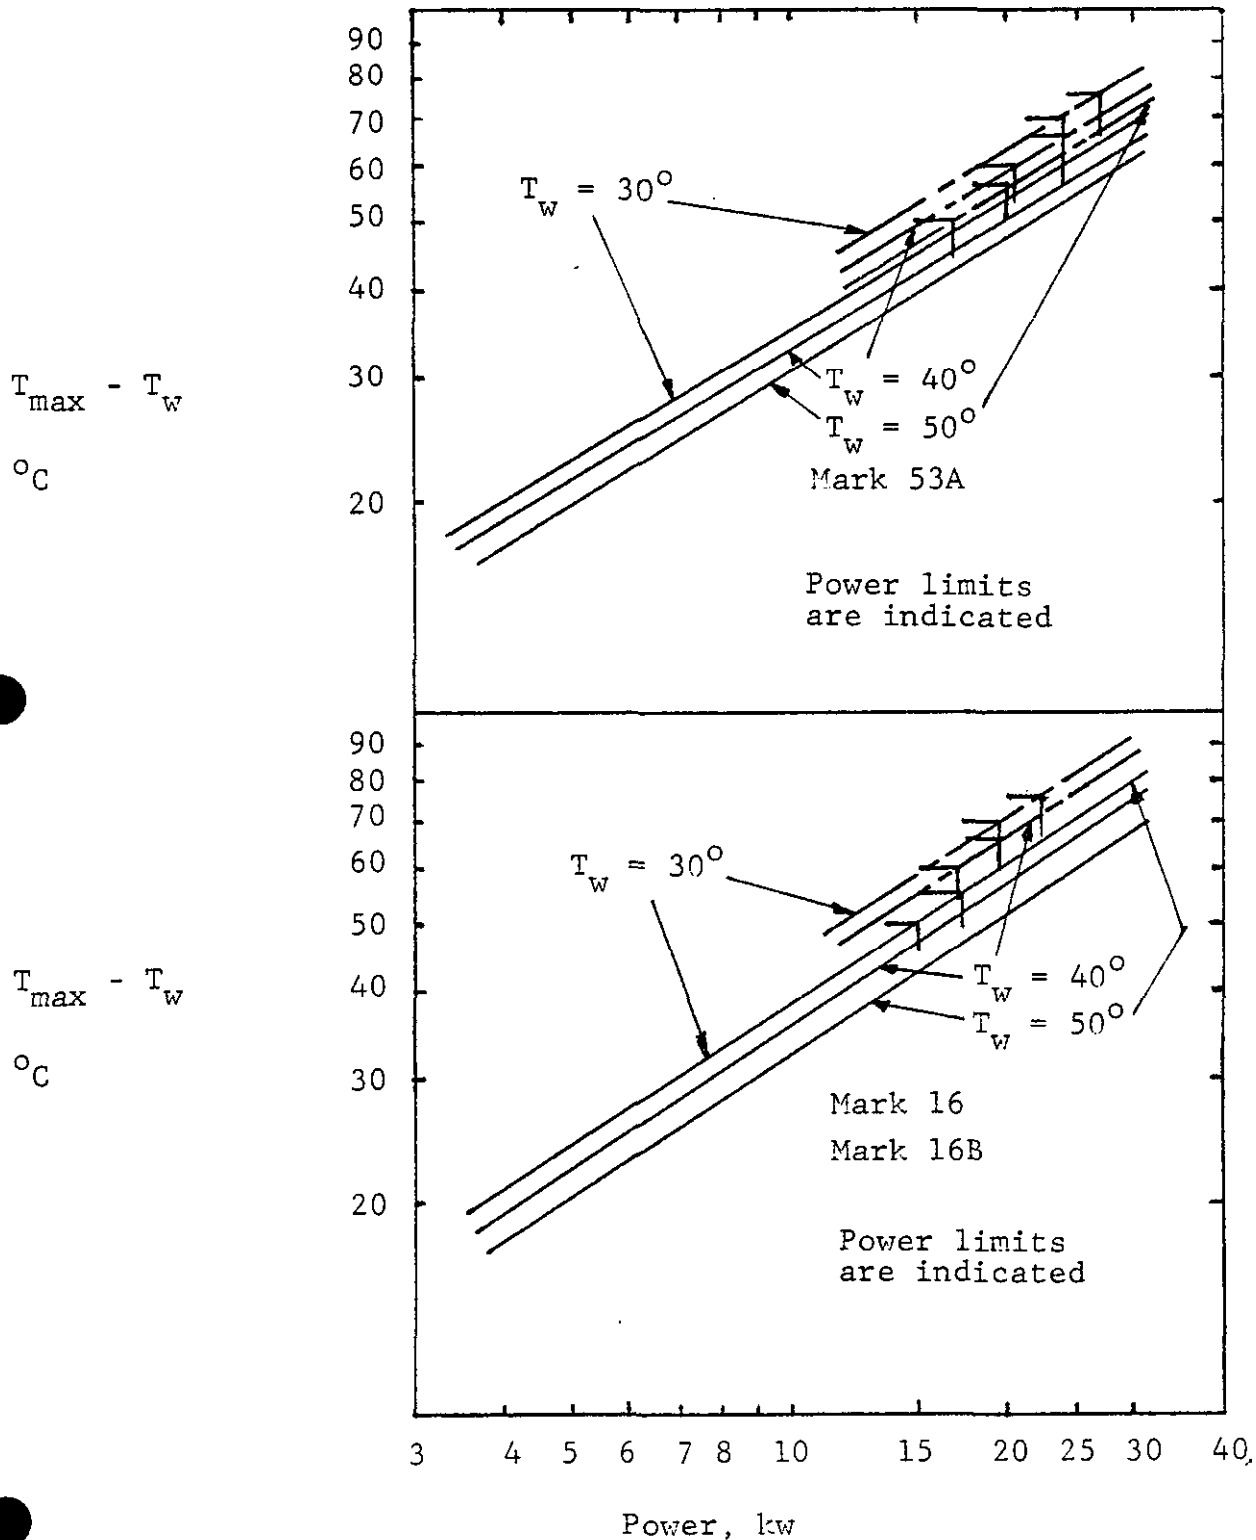 90
80
70
60
50
40
30
20
T_max - T_w
°C
T_w = 30°
T_w = 40°
T_w = 50°
Mark 53A
Power limits
are indicated
90
80
70
60
50
40
30
20
T_max - T_w
°C
T_w = 30°
T_w = 40°
T_w = 50°
Mark 16
Mark 16B
Power limits
are indicated
3 4 5 6 7 8 10 15 20 25 30 40
Power, kw